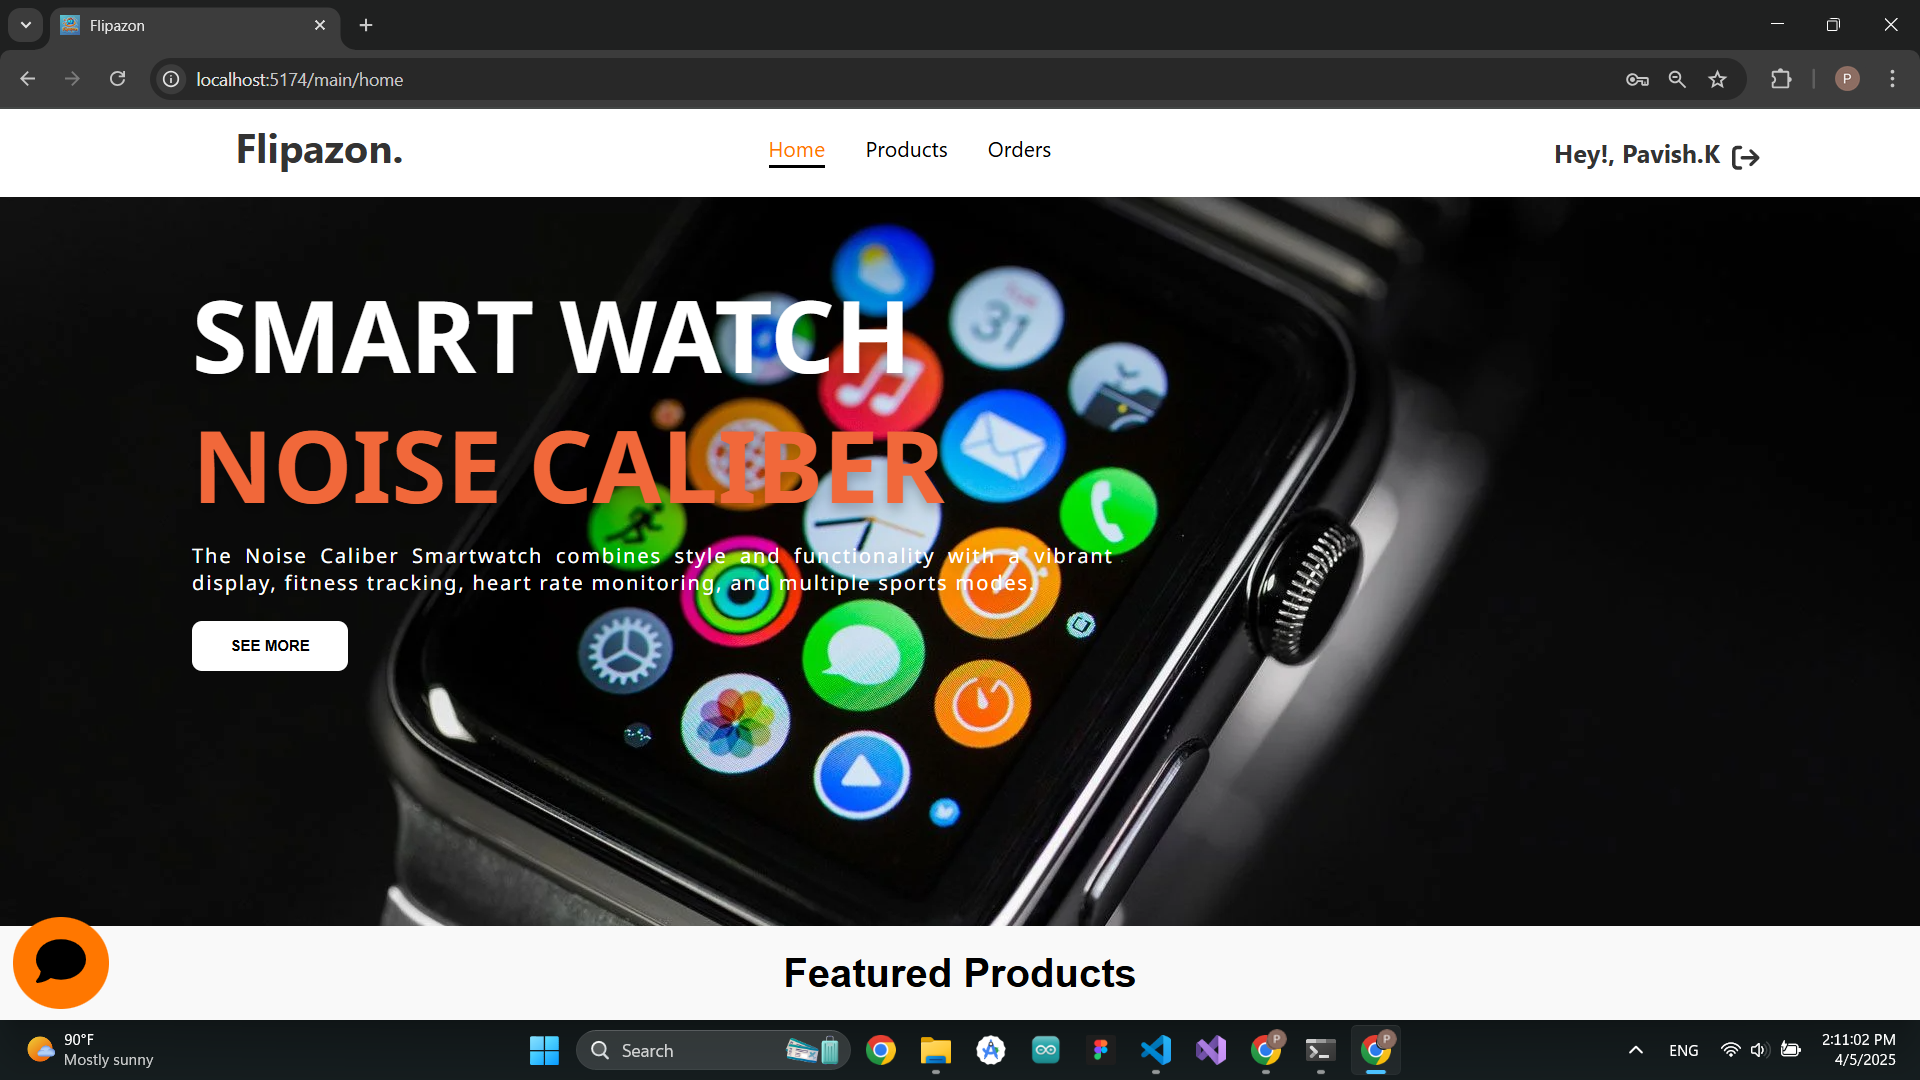 Flipazon
localhost:5174/main/home
P
Flipazon.
Home
Products
Orders
Hey!, Pavish.K
31
SMART WATCH
NOISE CALIBER
The Noise Caliber Smartwatch combines style and functionality with a vibrant
display, fitness tracking, heart rate monitoring, and multiple sports modes.
SEE MORE
Featured Products
90°F
Mostly sunny
Search
P
P
ENG
2:11:02 PM
4/5/2025